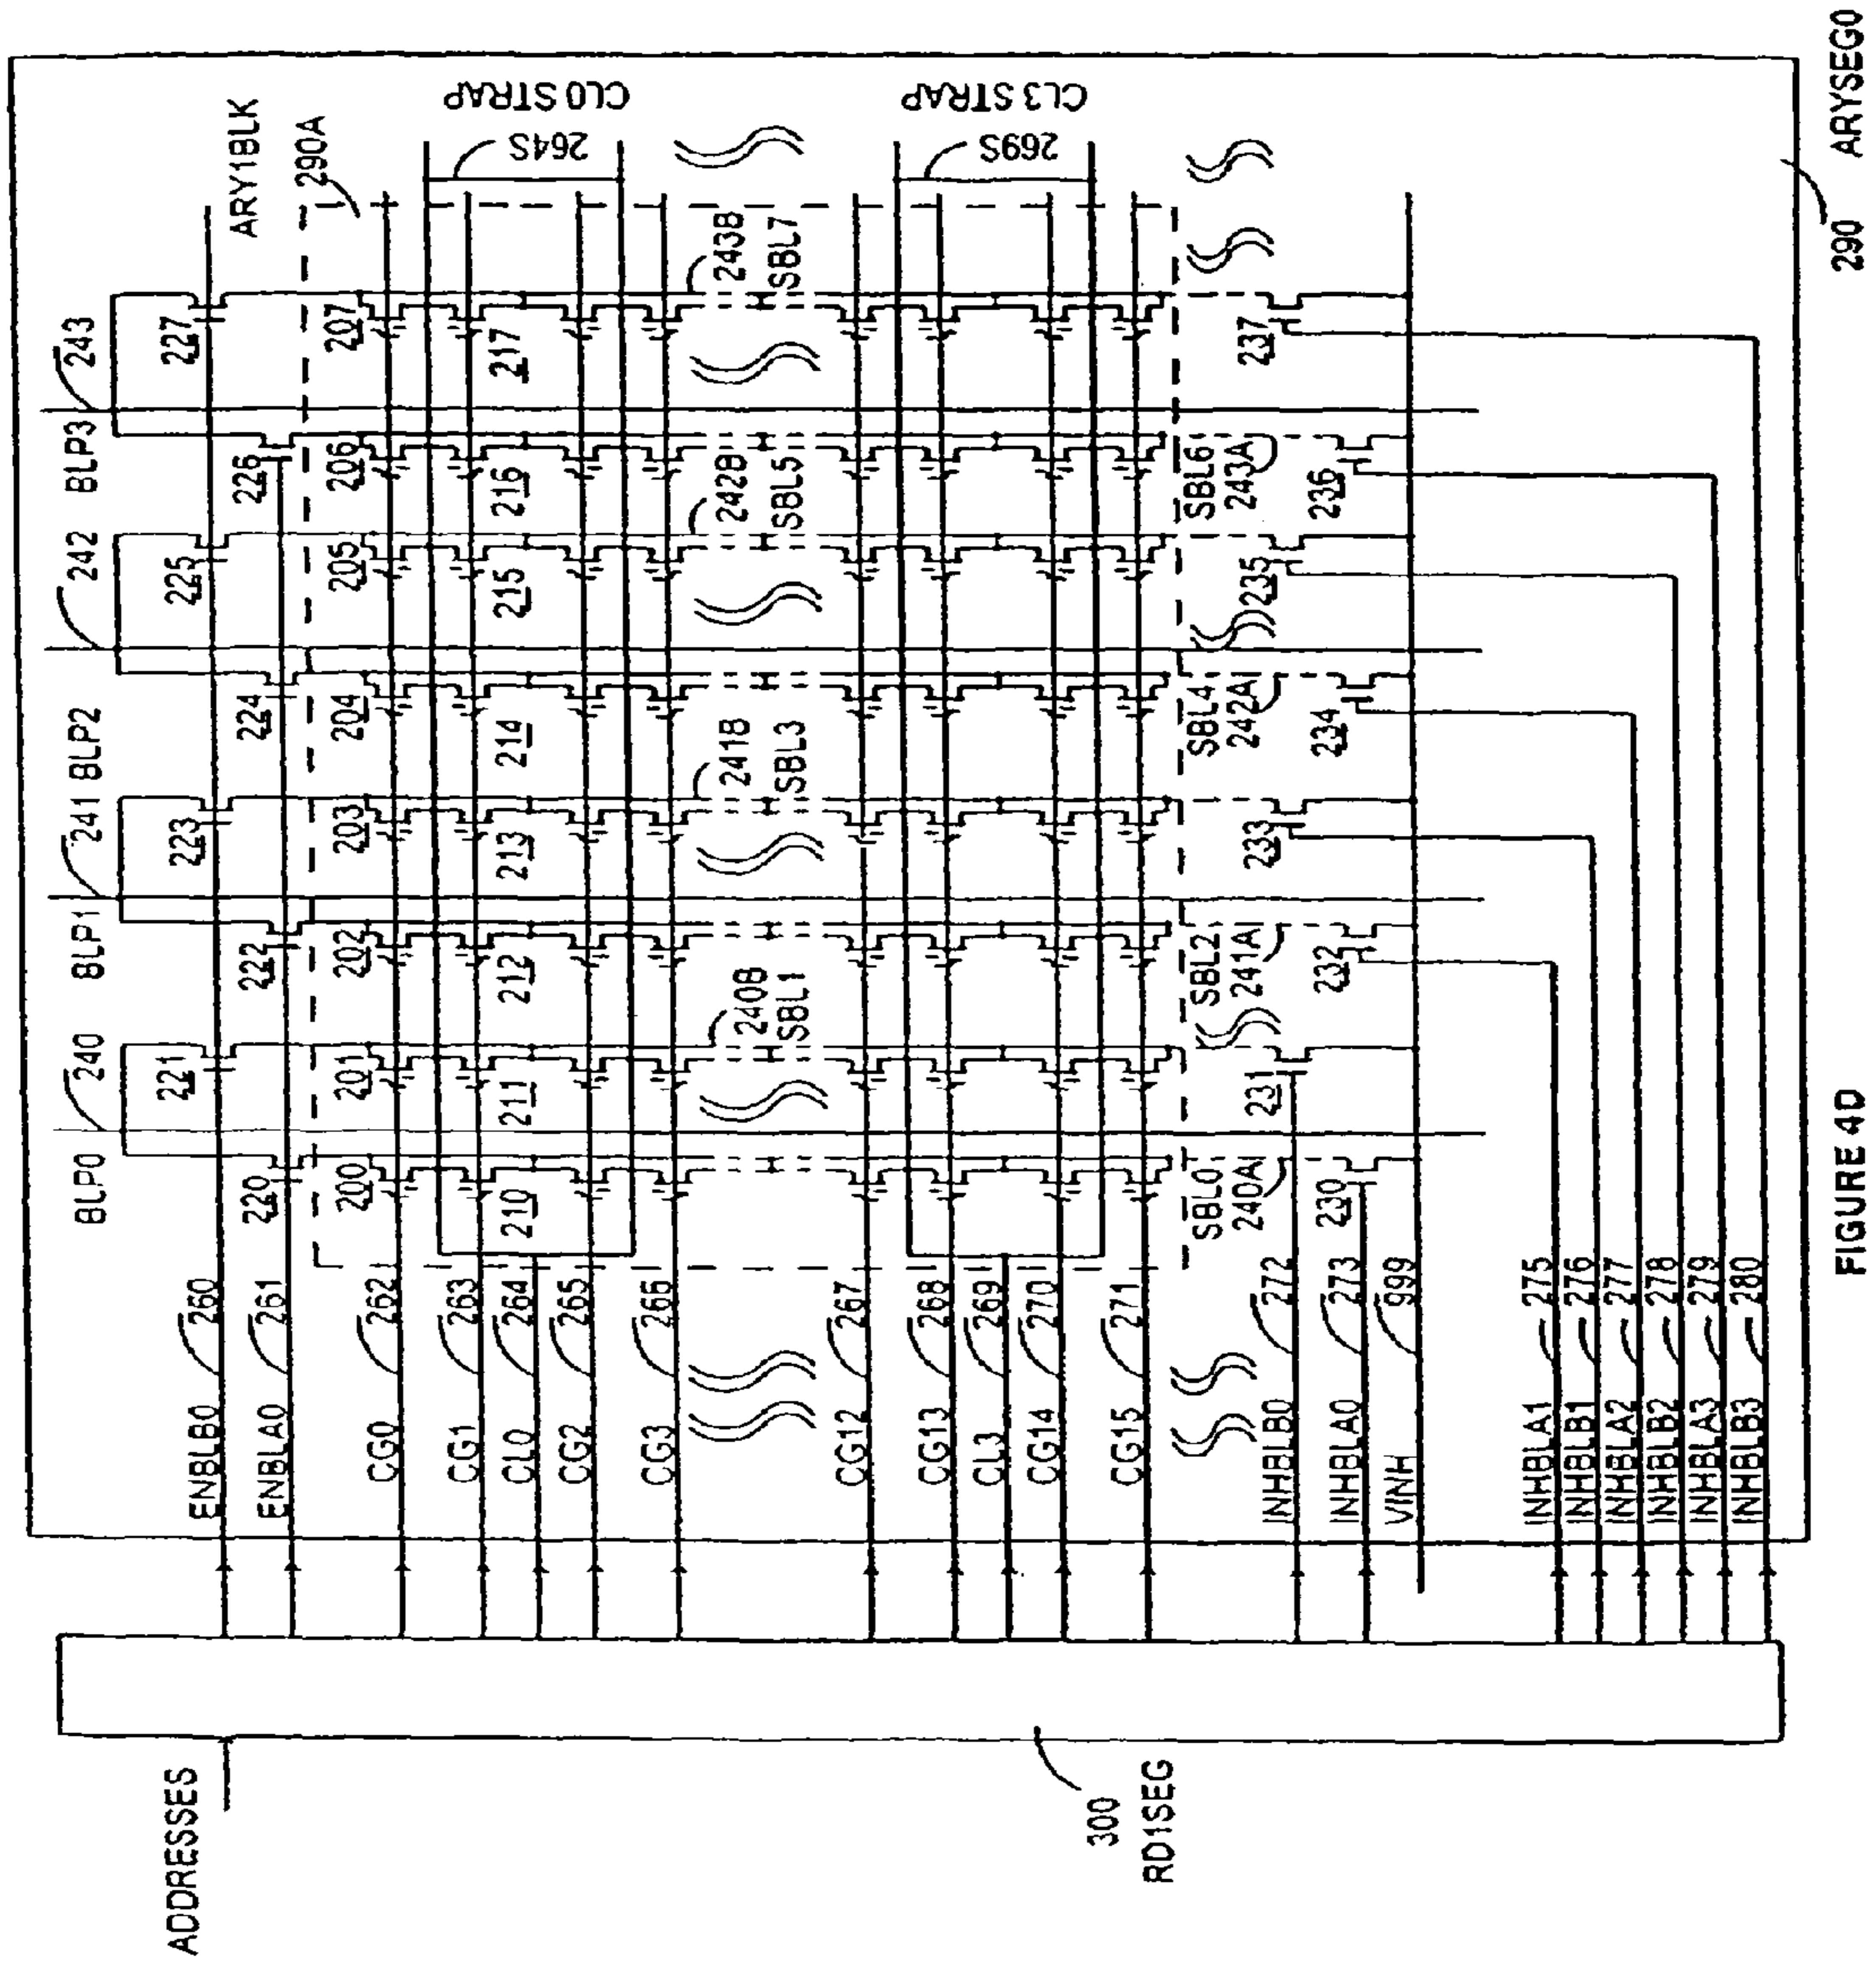 ADDRESSES
300
RD1SEG
ENBLB0 260
ENBLA0 261
CG0 262
CG1 263
CL0 264
CG2 265
CG3 266
CG12 267
CG13 268
CL3 269
CG14 270
CG15 271
INHBLB0 272
INHBLA0 273
VINH 999
INHBLA1 275
INHBLB1 276
INHBLA2 277
INHBLB2 278
INHBLA3 279
INHBLB3 280
BLP0 240
BLP1 241
BLP2 242
BLP3 243
221 223 225 227
220 222 224 226
ARY1BLK
290A
200 201 202 203 204 205 206 207
210 211 212 213 214 215 216 217
CL0 STRAP
264S
CL3 STRAP
269S
240B
SBL1
241B
SBL3
242B
SBL5
243B
SBL7
SBL0
240A
SBL2
241A
SBL4
242A
SBL6
243A
231 233 235 237
230 232 234 236
290 ARYSEG0
FIGURE 4D